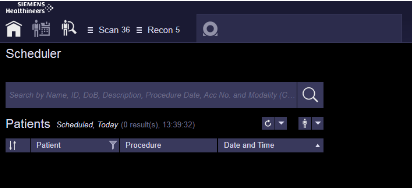 SIEMENS
Healthineers
Scan 36
Recon 5
Scheduler
Search by Name, ID, DoB, Description, Procedure Date, Acc No. and Modality (C...
Patients Scheduled, Today (0 result(s), 13:39:32)
Patient Procedure Date and Time